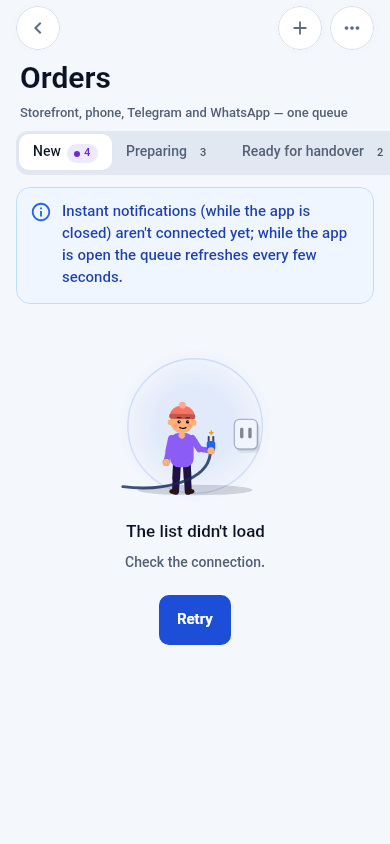 Orders
Storefront, phone, Telegram and WhatsApp — one queue
New 4 Preparing 3 Ready for handover 2
Instant notifications (while the app is
closed) aren't connected yet; while the app
is open the queue refreshes every few
seconds.
The list didn't load
Check the connection.
Retry